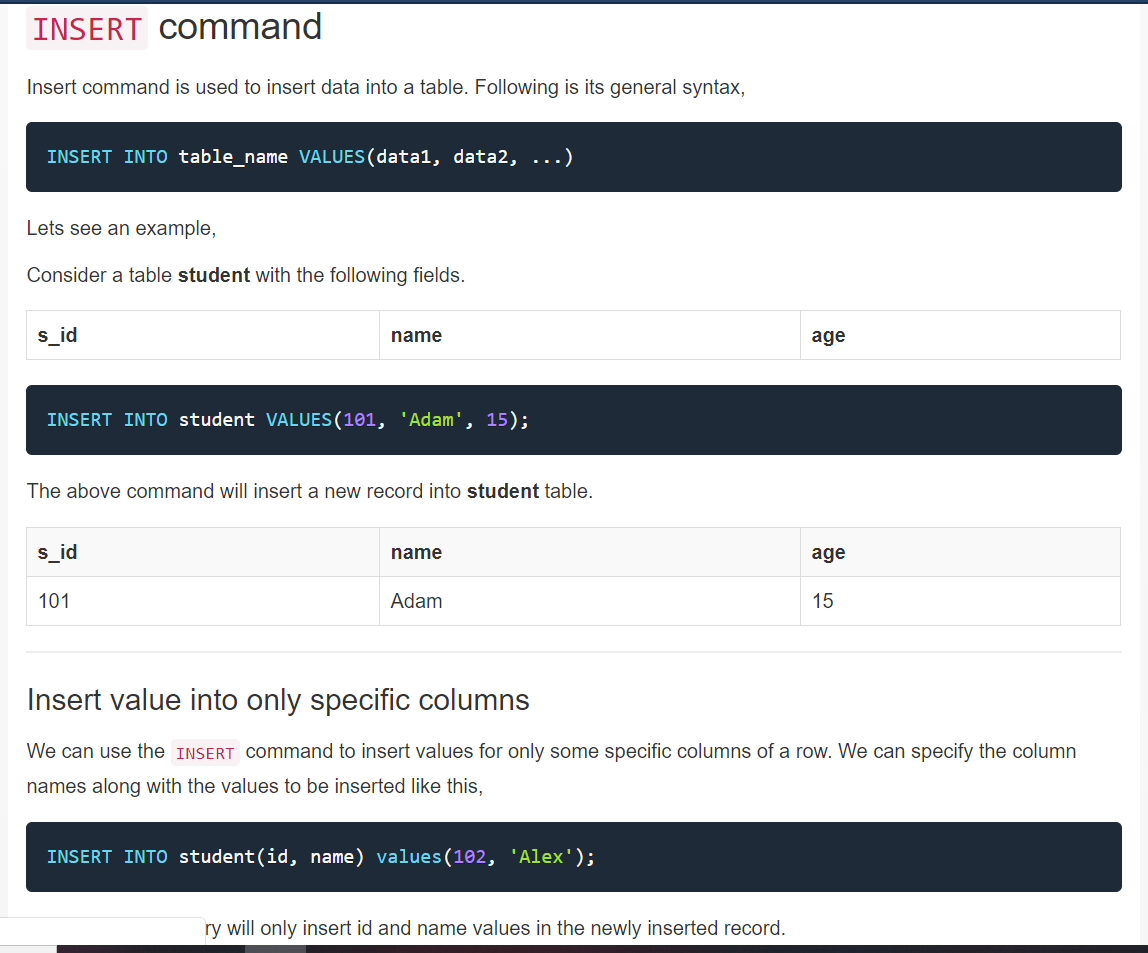 INSERT command
Insert command is used to insert data into a table. Following is its general syntax,
INSERT INTO table_name VALUES(data1, data2, ...)
Lets see an example,
Consider a table student with the following fields.
s_id name age
INSERT INTO student VALUES(101, 'Adam', 15);
The above command will insert a new record into student table.
s_id name age
101 Adam 15
Insert value into only specific columns
We can use the INSERT command to insert values for only some specific columns of a row. We can specify the column
names along with the values to be inserted like this,
INSERT INTO student(id, name) values(102, 'Alex');
ry will only insert id and name values in the newly inserted record.